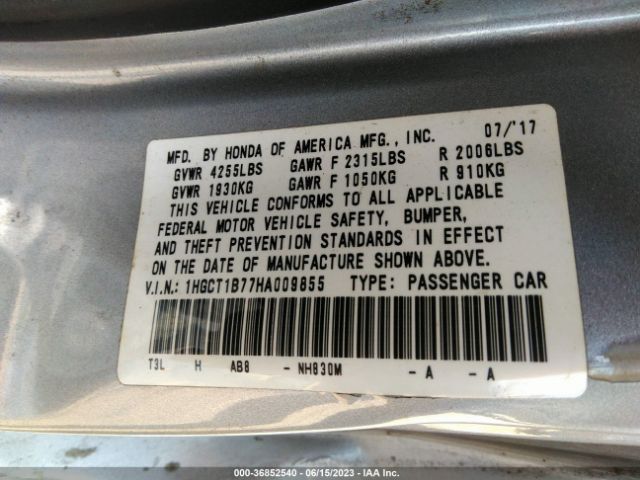 MFD. BY HONDA OF AMERICA MFG., INC. 07/'17
GVWR 4255LBS GAWR F 2315LBS R 2006LBS
GVWR 1930KG GAWR F 1050KG R 910KG
THIS VEHICLE CONFORMS TO ALL APPLICABLE
FEDERAL MOTOR VEHICLE SAFETY, BUMPER,
AND THEFT PREVENTION STANDARDS IN EFFECT
ON THE DATE OF MANUFACTURE SHOWN ABOVE.
V.I.N.: 1HGCT1B77HA009855 TYPE: PASSENGER CAR
T3L H AB8 - NH830M - A - A
000-36852540 - 06/15/2023 - IAA Inc.